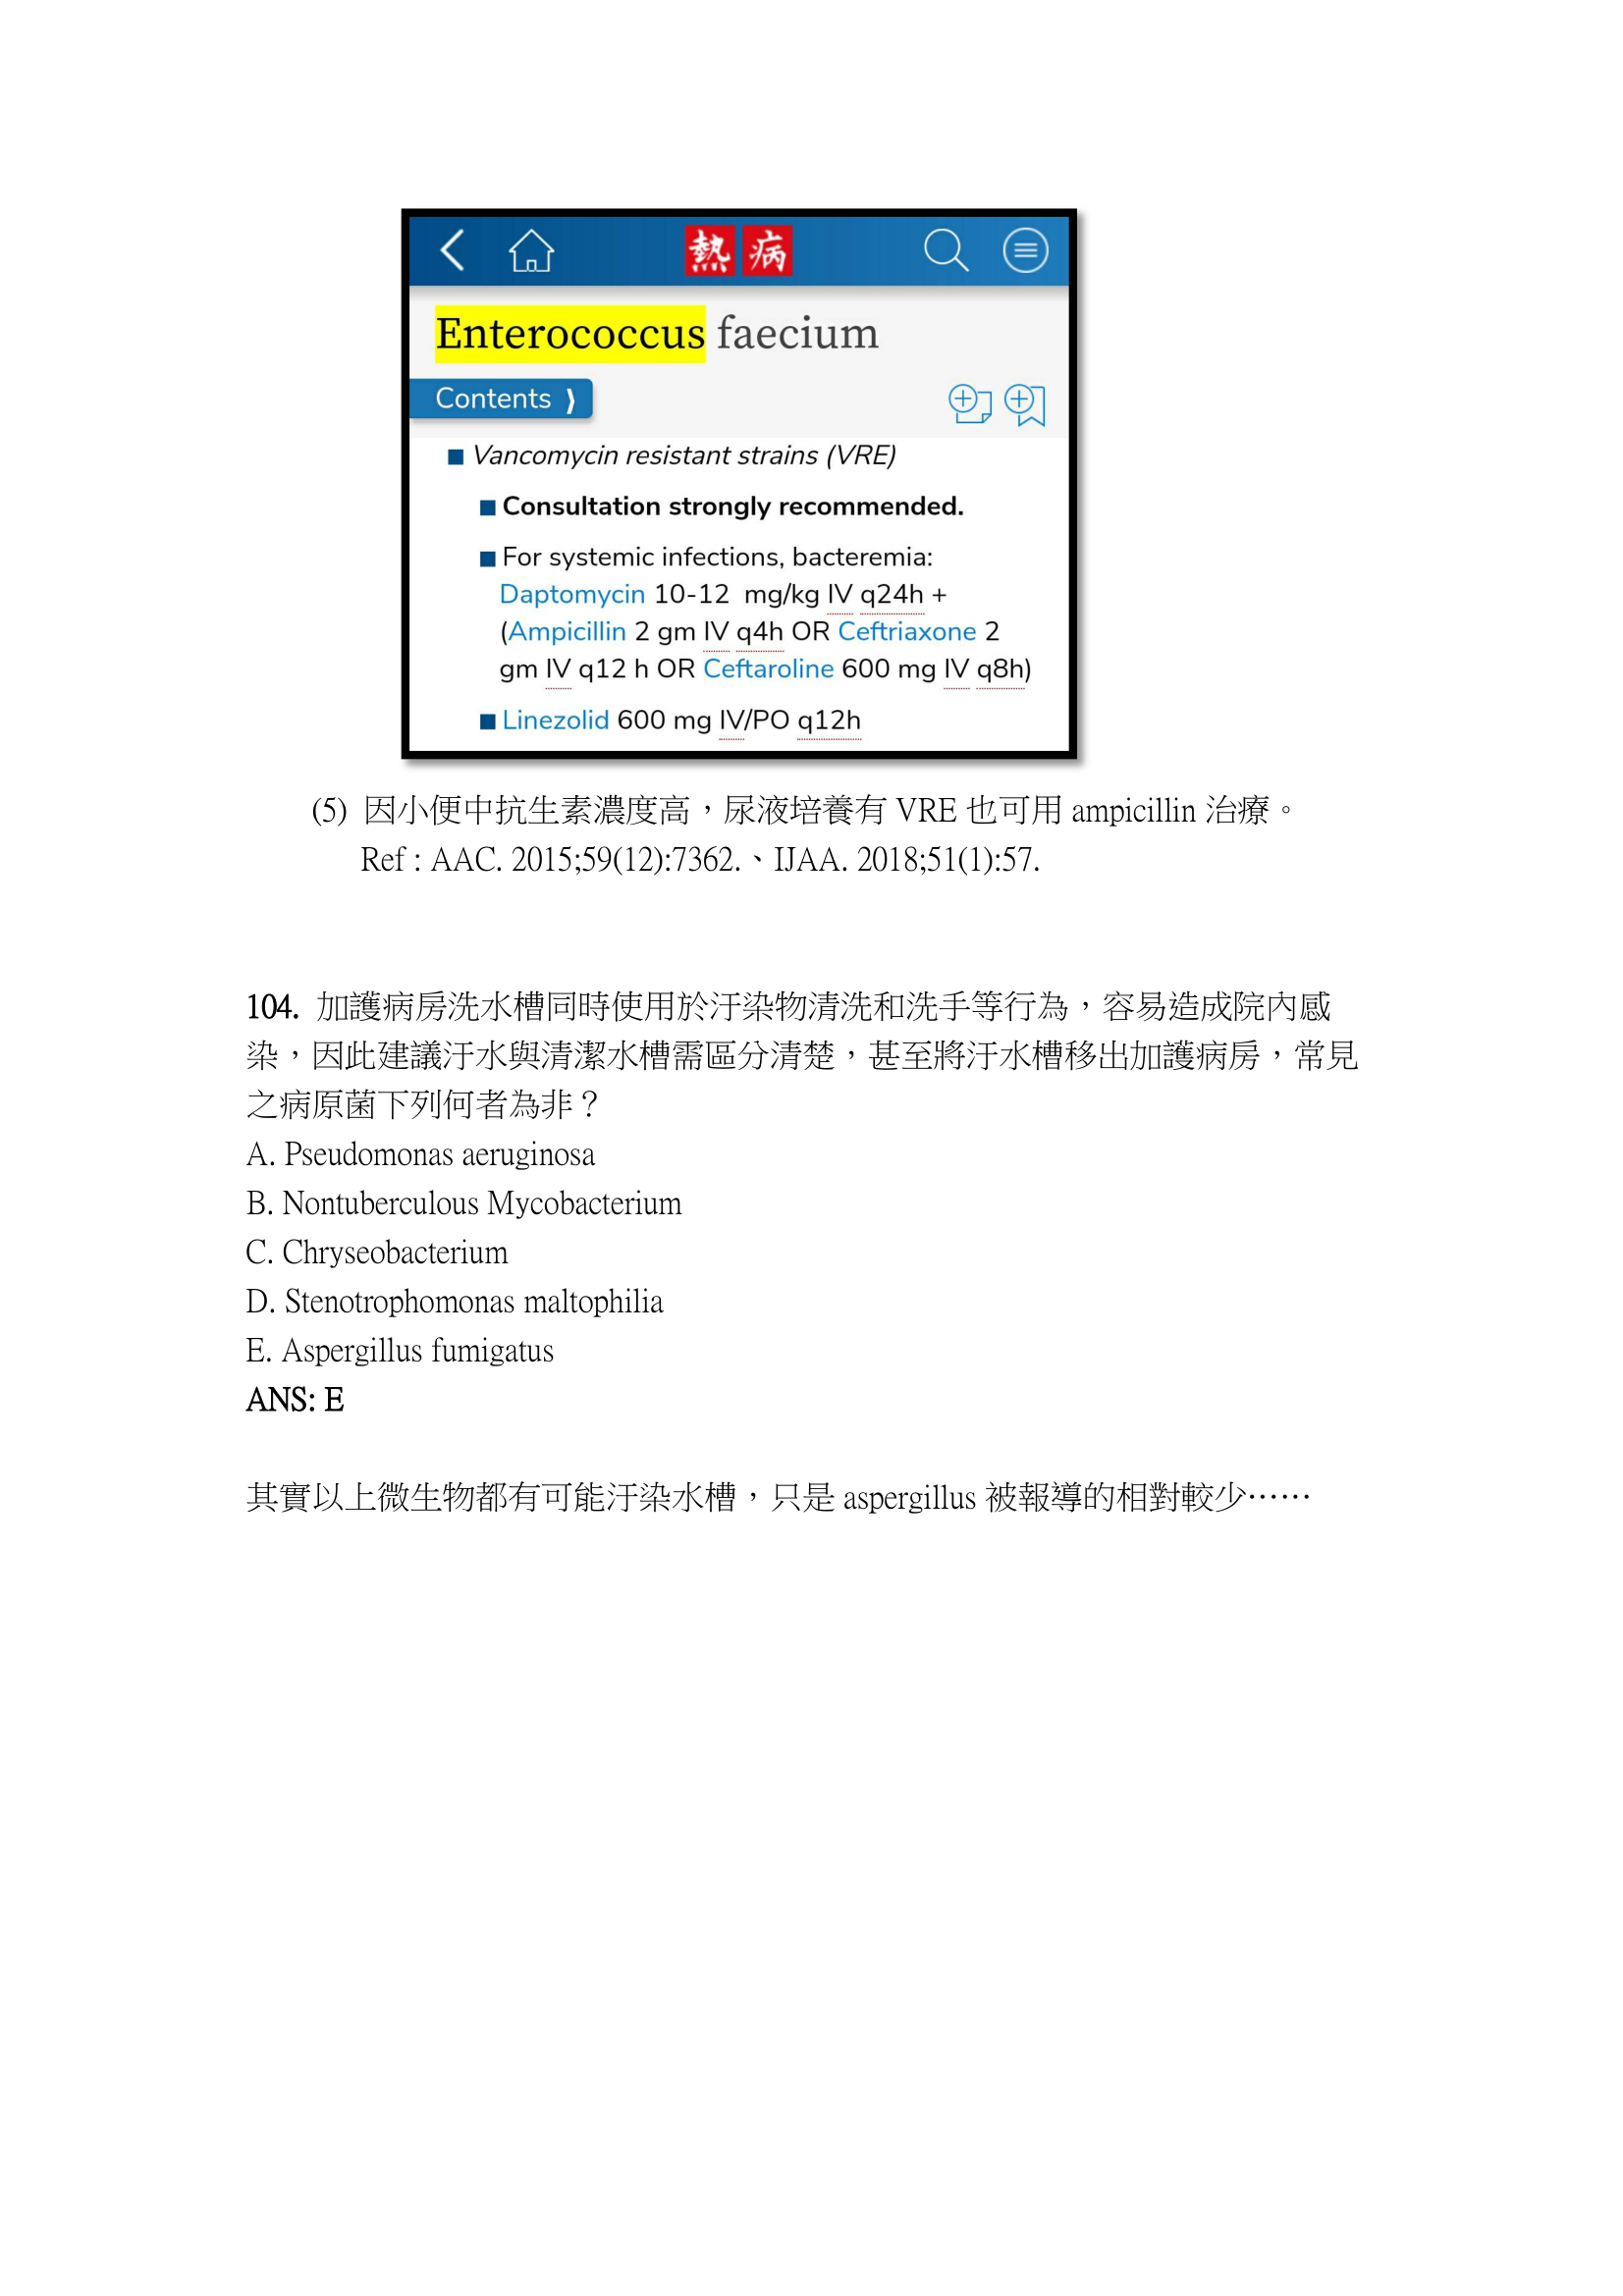 熱病
Enterococcus faecium
Contents ⟩
Vancomycin resistant strains (VRE)
Consultation strongly recommended.
For systemic infections, bacteremia:
Daptomycin 10-12 mg/kg IV q24h +
(Ampicillin 2 gm IV q4h OR Ceftriaxone 2
gm IV q12 h OR Ceftaroline 600 mg IV q8h)
Linezolid 600 mg IV/PO q12h
(5) 因小便中抗生素濃度高，尿液培養有 VRE 也可用 ampicillin 治療。
Ref : AAC. 2015;59(12):7362.、IJAA. 2018;51(1):57.
104. 加護病房洗水槽同時使用於汙染物清洗和洗手等行為，容易造成院內感
染，因此建議汙水與清潔水槽需區分清楚，甚至將汙水槽移出加護病房，常見
之病原菌下列何者為非？
A. Pseudomonas aeruginosa
B. Nontuberculous Mycobacterium
C. Chryseobacterium
D. Stenotrophomonas maltophilia
E. Aspergillus fumigatus
ANS: E
其實以上微生物都有可能汙染水槽，只是 aspergillus 被報導的相對較少……